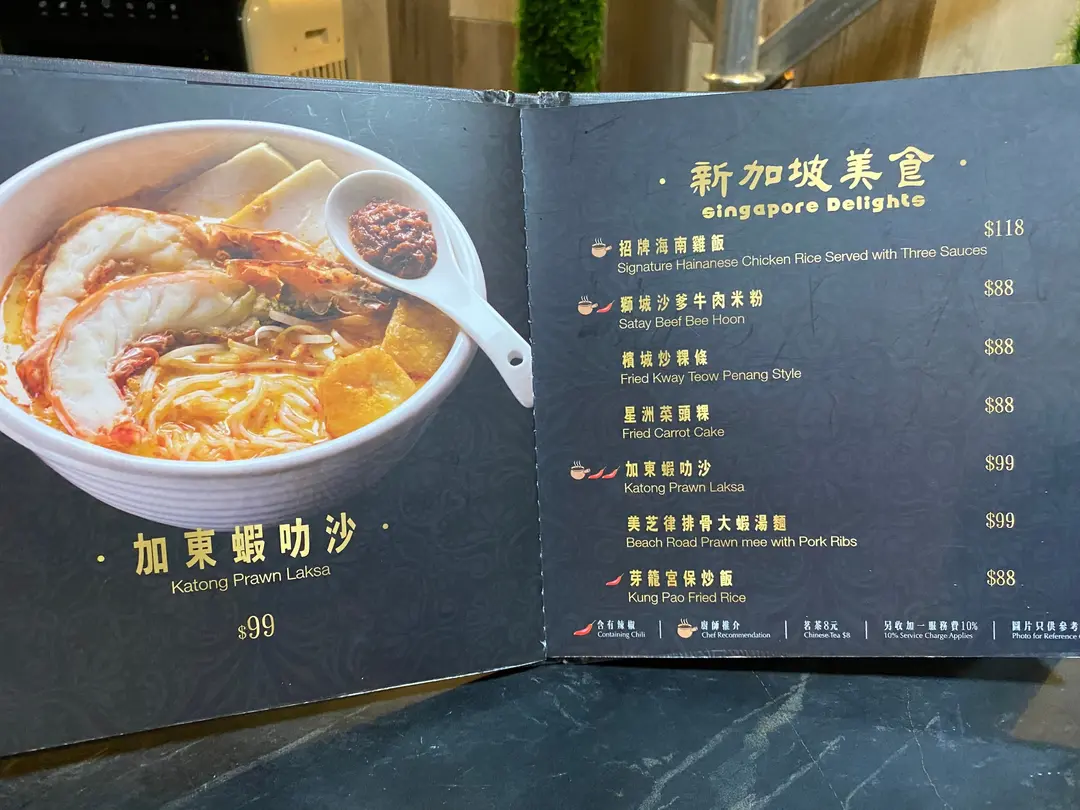 · 加東蝦叻沙 ·
Katong Prawn Laksa
$99
· 新加坡美食 ·
Singapore Delights
招牌海南雞飯 $118
Signature Hainanese Chicken Rice Served with Three Sauces
獅城沙爹牛肉米粉 $88
Satay Beef Bee Hoon
檳城炒粿條 $88
Fried Kway Teow Penang Style
星洲菜頭粿 $88
Fried Carrot Cake
加東蝦叻沙 $99
Katong Prawn Laksa
美芝律排骨大蝦湯麵 $99
Beach Road Prawn mee with Pork Ribs
芽籠宮保炒飯 $88
Kung Pao Fried Rice
含有辣椒
Containing Chili
廚師推介
Chef Recommendation
茗茶8元
Chinese Tea $8
另收加一服務費10%
10% Service Charge Applies
圖片只供參考
Photo for Reference